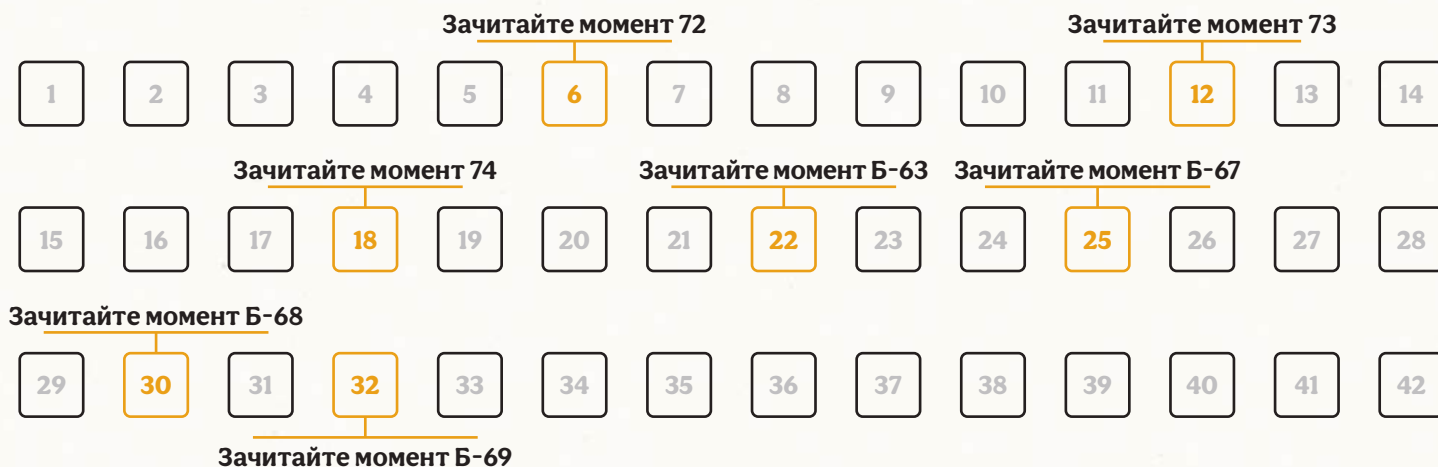 Зачитайте момент 72 Зачитайте момент 73
1 2 3 4 5 6 7 8 9 10 11 12 13 14
Зачитайте момент 74 Зачитайте момент Б-63 Зачитайте момент Б-67
15 16 17 18 19 20 21 22 23 24 25 26 27 28
Зачитайте момент Б-68
29 30 31 32 33 34 35 36 37 38 39 40 41 42
Зачитайте момент Б-69